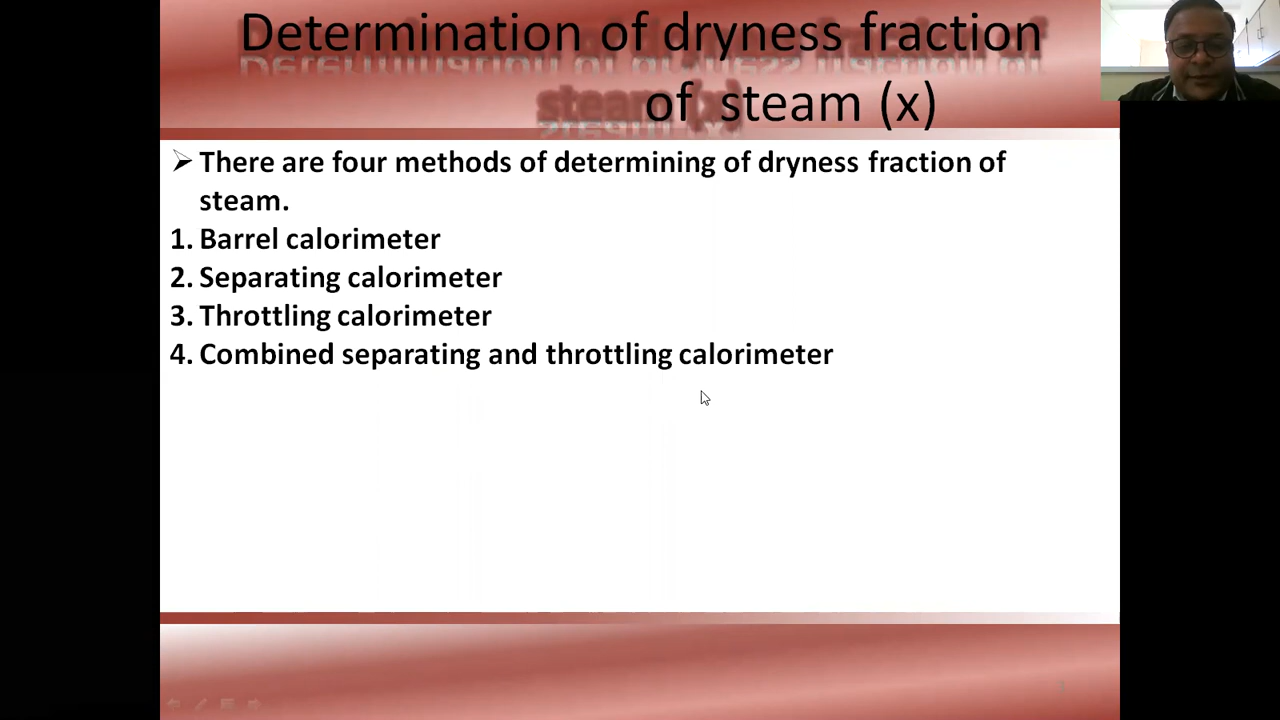 Determination of dryness fraction
of steam (x)
➢ There are four methods of determining of dryness fraction of
steam.
1. Barrel calorimeter
2. Separating calorimeter
3. Throttling calorimeter
4. Combined separating and throttling calorimeter